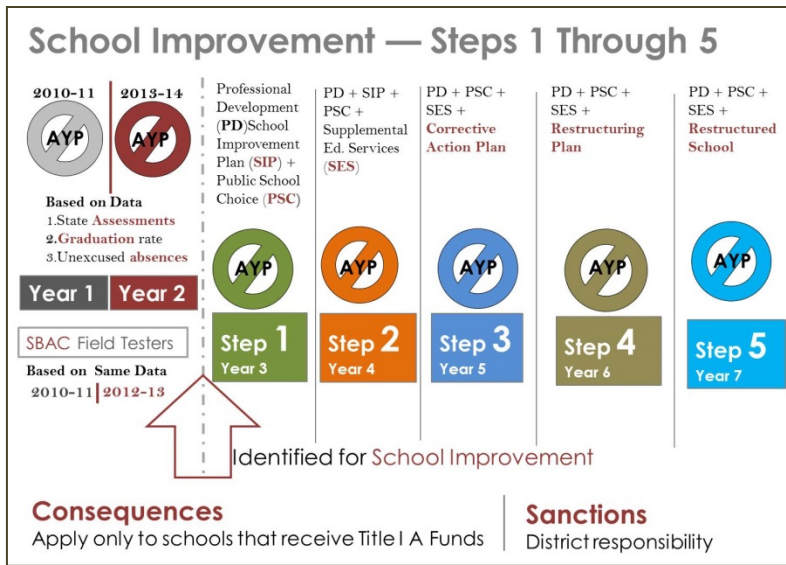 School Improvement — Steps 1 Through 5
2010-11
2013-14
AYP
AYP
Based on Data
1.State Assessments
2.Graduation rate
3.Unexcused absences
Year 1
Year 2
SBAC Field Testers
Based on Same Data
2010-11 2012-13
Professional
Development
(PD)School
Improvement
Plan (SIP) +
Public School
Choice (PSC)
AYP
Step 1
Year 3
PD + SIP +
PSC +
Supplemental
Ed. Services
(SES)
AYP
Step 2
Year 4
PD + PSC +
SES +
Corrective
Action Plan
AYP
Step 3
Year 5
PD + PSC +
SES +
Restructuring
Plan
AYP
Step 4
Year 6
PD + PSC +
SES +
Restructured
School
AYP
Step 5
Year 7
Identified for School Improvement
Consequences
Apply only to schools that receive Title I A Funds
Sanctions
District responsibility